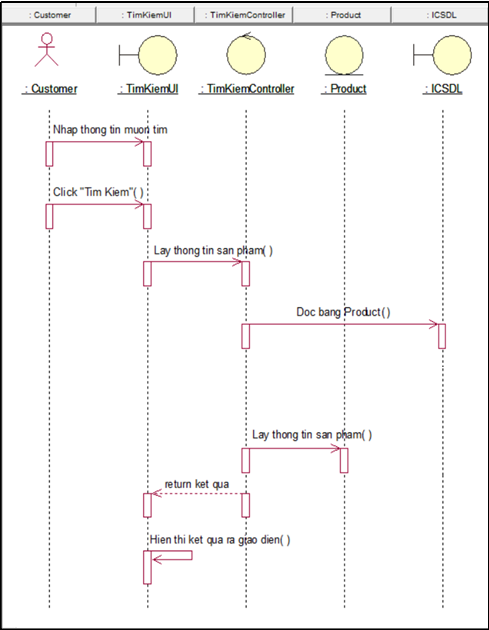 : Customer
: TimKiemUI
: TimKiemController
: Product
: ICSDL
: Customer
: TimKiemUI
: TimKiemController
: Product
: ICSDL
Nhap thong tin muon tim
Click "Tim Kiem"( )
Lay thong tin san pham( )
Doc bang Product( )
Lay thong tin san pham( )
return ket qua
Hien thi ket qua ra giao dien( )